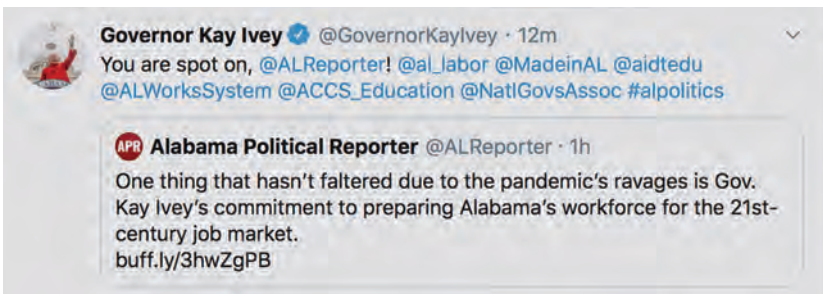 Governor Kay Ivey @GovernorKayIvey · 12m
You are spot on, @ALReporter! @al_labor @MadeinAL @aidtedu
@ALWorksSystem @ACCS_Education @NatlGovsAssoc #alpolitics
APR Alabama Political Reporter @ALReporter · 1h
One thing that hasn't faltered due to the pandemic's ravages is Gov.
Kay Ivey's commitment to preparing Alabama's workforce for the 21st-
century job market.
buff.ly/3hwZgPB